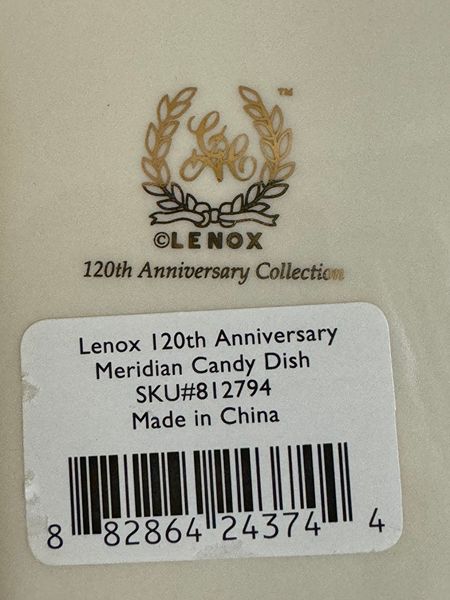 ™
©LENOX
120th Anniversary Collection
Lenox 120th Anniversary
Meridian Candy Dish
SKU#812794
Made in China
8 82864 24374 4